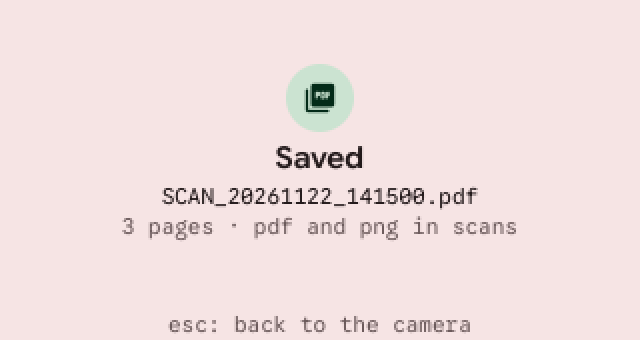 PDF
Saved
SCAN_20261122_141500.pdf
3 pages · pdf and png in scans
esc: back to the camera